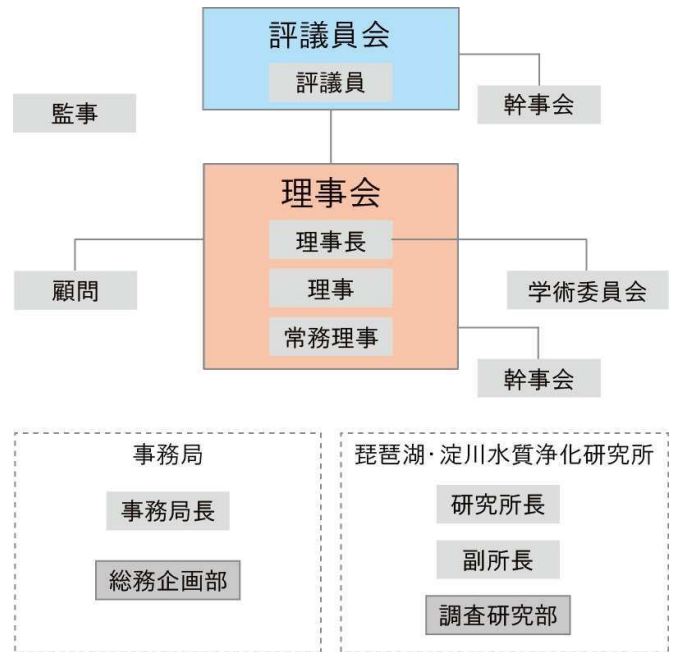 評議員会
評議員
監事
幹事会
理事会
理事長
顧問
理事
学術委員会
常務理事
幹事会
事務局
事務局長
総務企画部
琵琶湖・淀川水質浄化研究所
研究所長
副所長
調査研究部